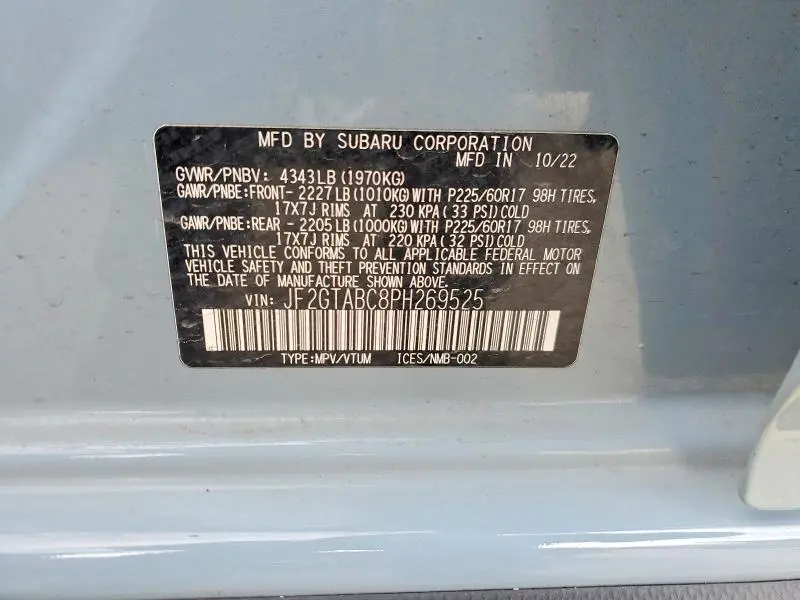 MFD BY SUBARU CORPORATION
MFD IN 10/22
GVWR/PNBV: 4343LB (1970KG)
GAWR/PNBE:FRONT- 2227LB (1010KG) WITH P225/60R17 98H TIRES,
17X7J RIMS AT 230 KPA ( 33 PSI) COLD
GAWR/PNBE:REAR - 2205LB (1000KG) WITH P225/60R17 98H TIRES,
17X7J RIMS AT 220 KPA ( 32 PSI) COLD
THIS VEHICLE CONFORMS TO ALL APPLICABLE FEDERAL MOTOR
VEHICLE SAFETY AND THEFT PREVENTION STANDARDS IN EFFECT ON
THE DATE OF MANUFACTURE SHOWN ABOVE.
VIN: JF2GTABC8PH269525
TYPE:MPV/VTUM ICES/NMB-002